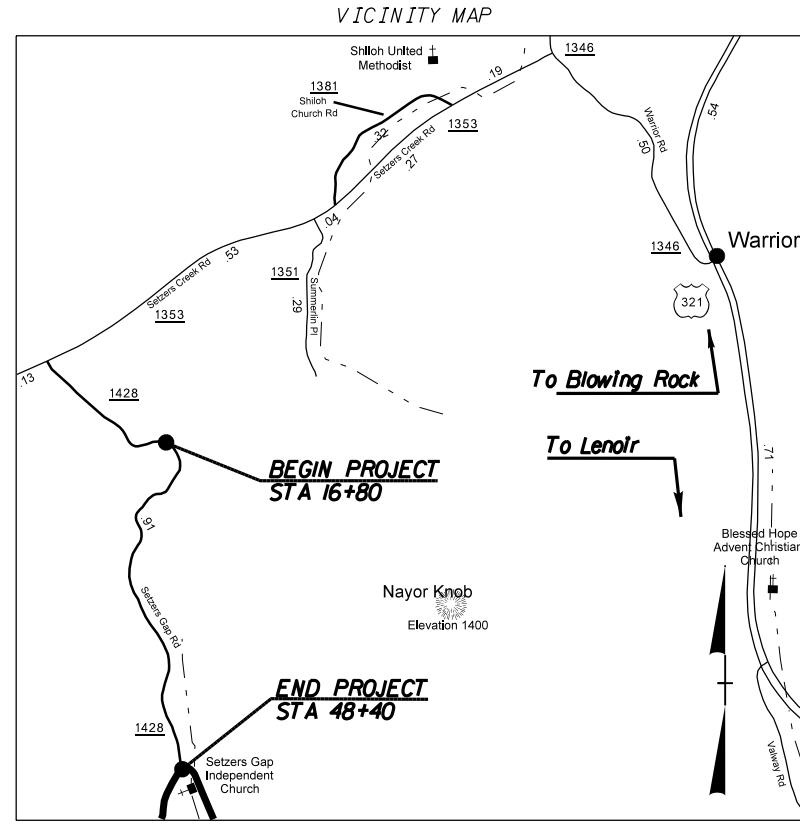 VICINITY MAP
Shiloh United
Methodist
1346
.19
1381
Shiloh
Church Rd
.32
1353
Setzers Creek Rd
.27
Warrior Rd
.50
.54
.04
.53
1346
Warrior
1351
Summerlin Pl
.29
321
Setzers Creek Rd
1353
.13
To Blowing Rock
1428
To Lenoir
BEGIN PROJECT
STA 16+80
.71
.91
Blessed Hope
Advent Christian
Church
Setzers Gap Rd
Nayor Knob
Elevation 1400
END PROJECT
STA 48+40
1428
Setzers Gap
Independent
Church
Valway Rd